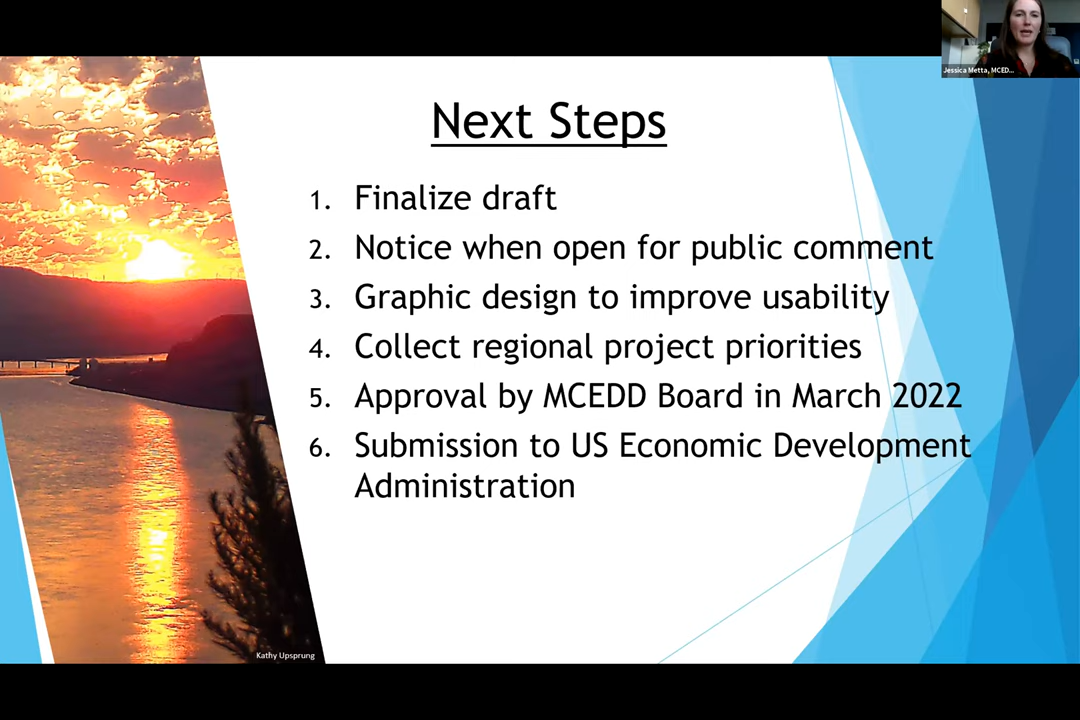 Jessica Metta, MCED...
Next Steps
1. Finalize draft
2. Notice when open for public comment
3. Graphic design to improve usability
4. Collect regional project priorities
5. Approval by MCEDD Board in March 2022
6. Submission to US Economic Development
Administration
Kathy Upsprung